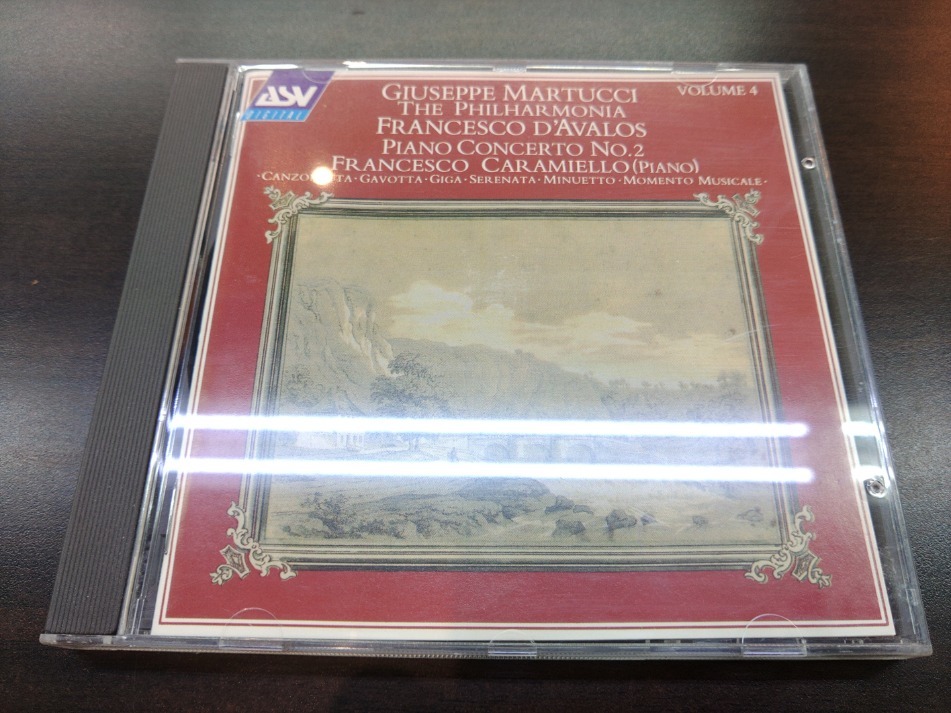 ASV
DIGITAL
GIUSEPPE MARTUCCI
VOLUME 4
THE PHILHARMONIA
FRANCESCO D'AVALOS
PIANO CONCERTO NO.2
FRANCESCO CARAMIELLO (PIANO)
· GAVOTTA · GIGA · SERENATA · MINUETTO · MOMENTO MUSICALE ·